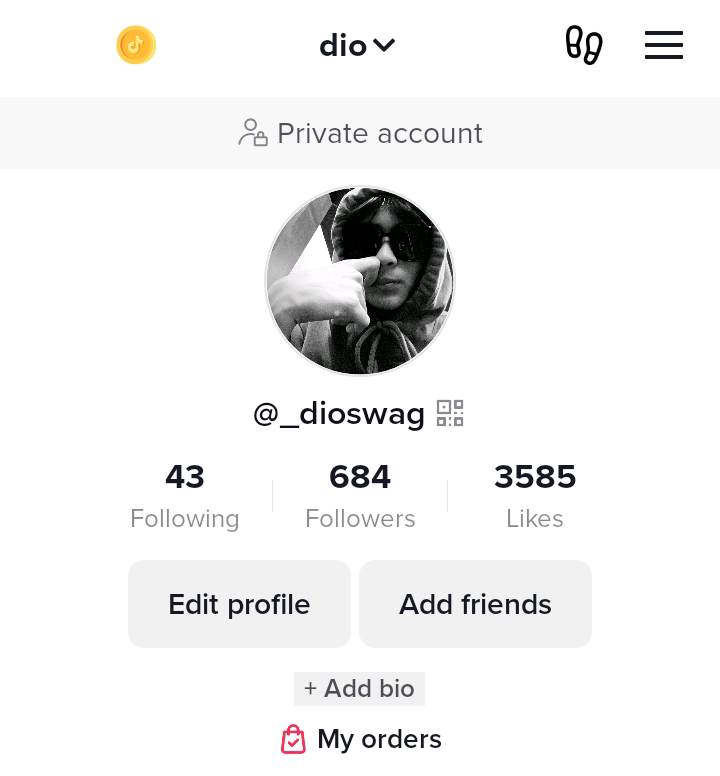 dio
Private account
@_dioswag
43 684 3585
Following Followers Likes
Edit profile Add friends
+ Add bio
My orders